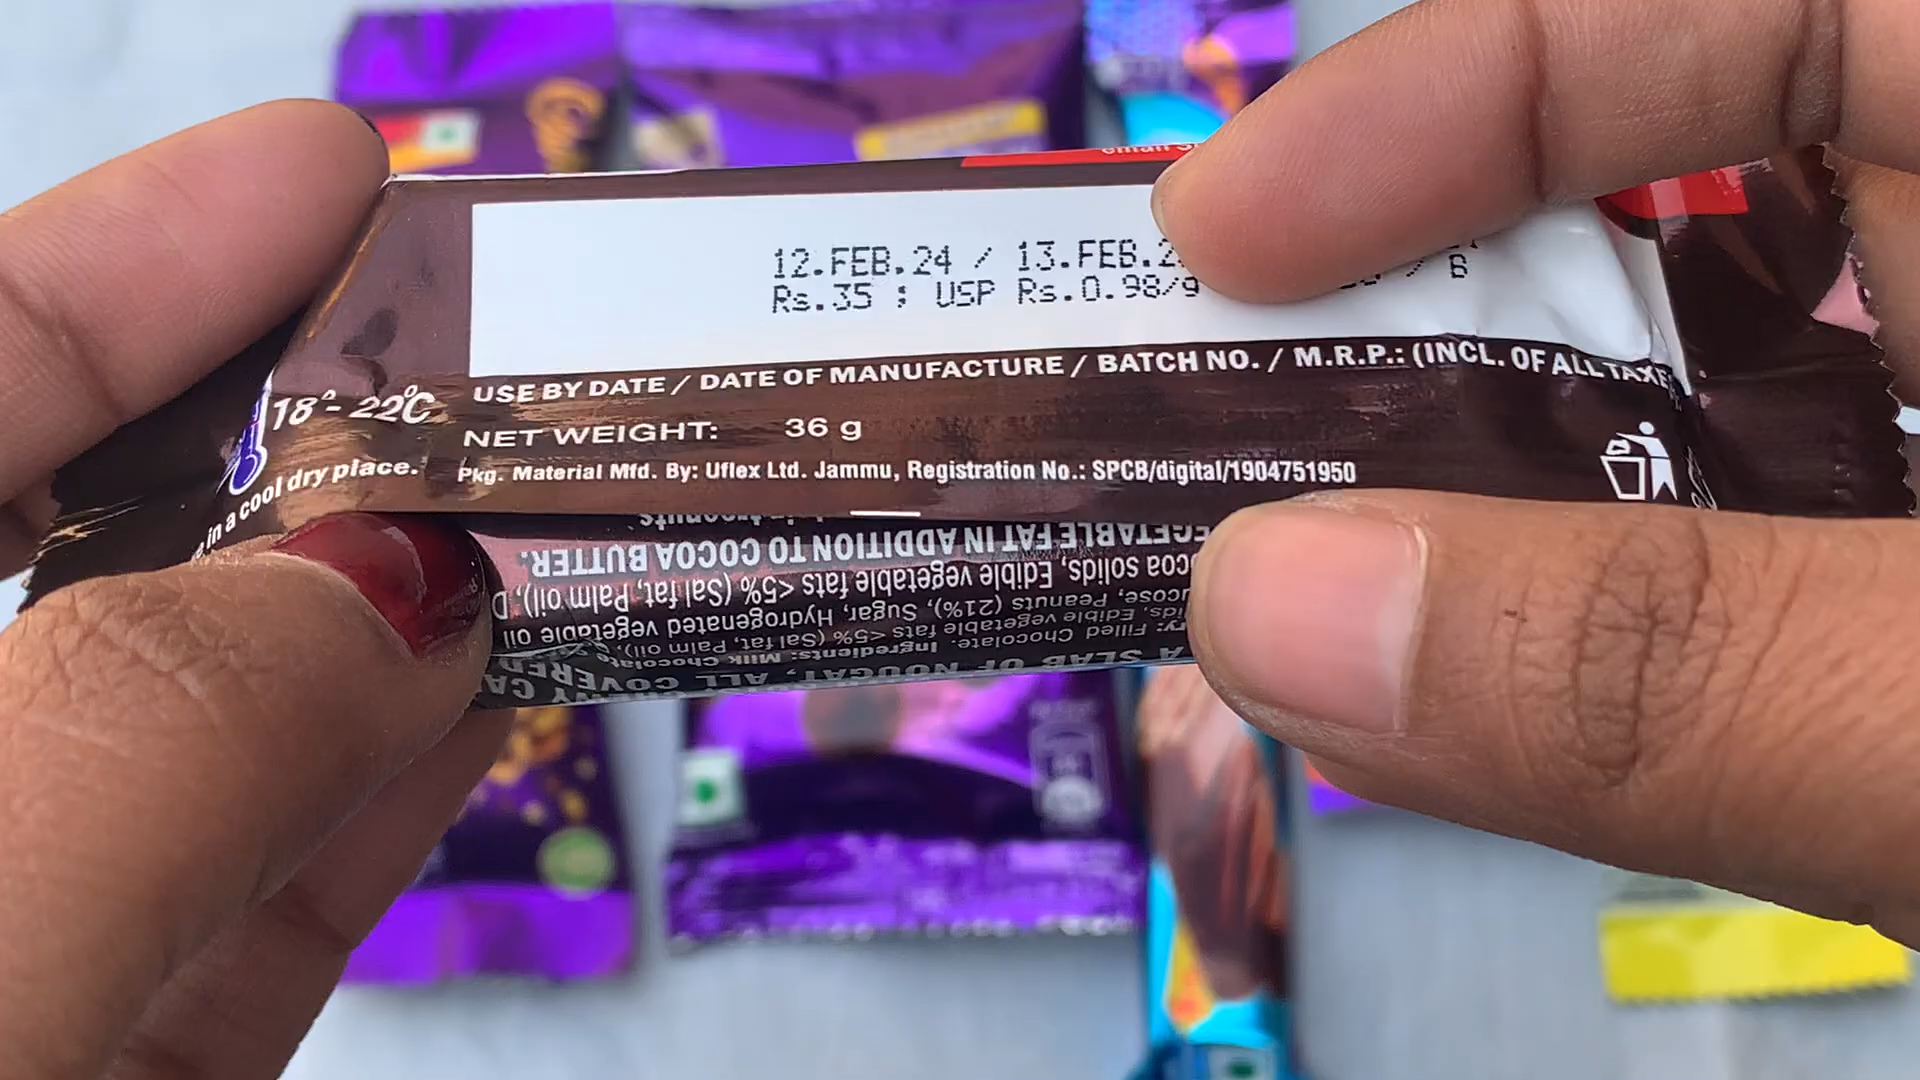 12.FEB.24 / 13.FEB.2
/ B
Rs.35 ; USP Rs.0.98/g
USE BY DATE / DATE OF MANUFACTURE / BATCH NO. / M.R.P.: (INCL. OF ALL TAXE
18°- 22°C
NET WEIGHT: 36 g
in a cool dry place.
Pkg. Material Mfd. By: Uflex Ltd. Jammu, Registration No.: SPCB/digital/1904751950
A SLAB OF NOUGAT, ALL COVERED
Filled Chocolate. Ingredients: Milk Chocolate
Edible vegetable fats <5% (Sal fat, Palm oil),
Peanuts (21%), Sugar, Hydrogenated vegetable oil
solids, Edible vegetable fats <5% (Sal fat, Palm oil),
VEGETABLE FAT IN ADDITION TO COCOA BUTTER.